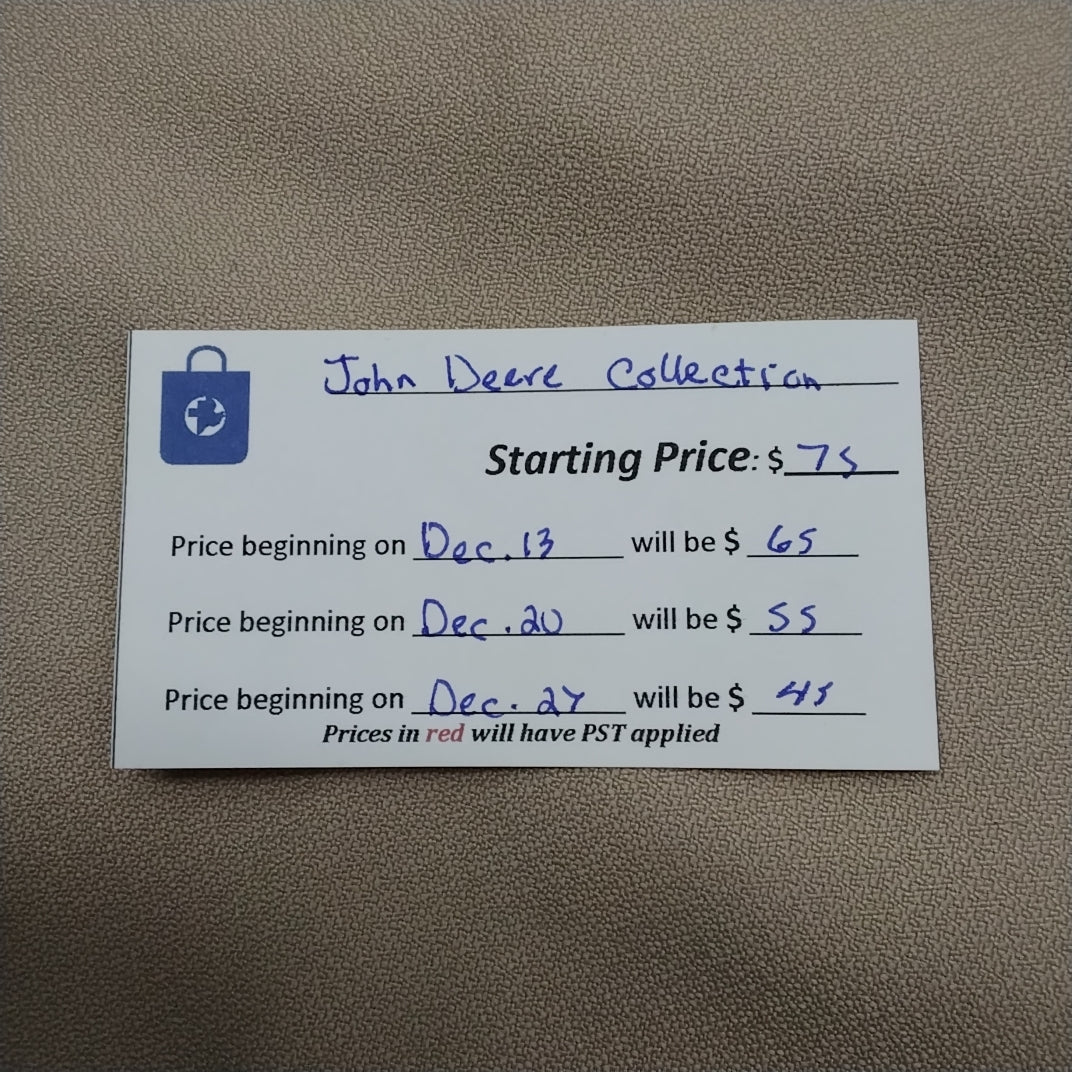 John Deere Collection
Starting Price: $ 75
Price beginning on Dec. 13 will be $ 65
Price beginning on Dec. 20 will be $ 55
Price beginning on Dec. 27 will be $ 45
Prices in red will have PST applied